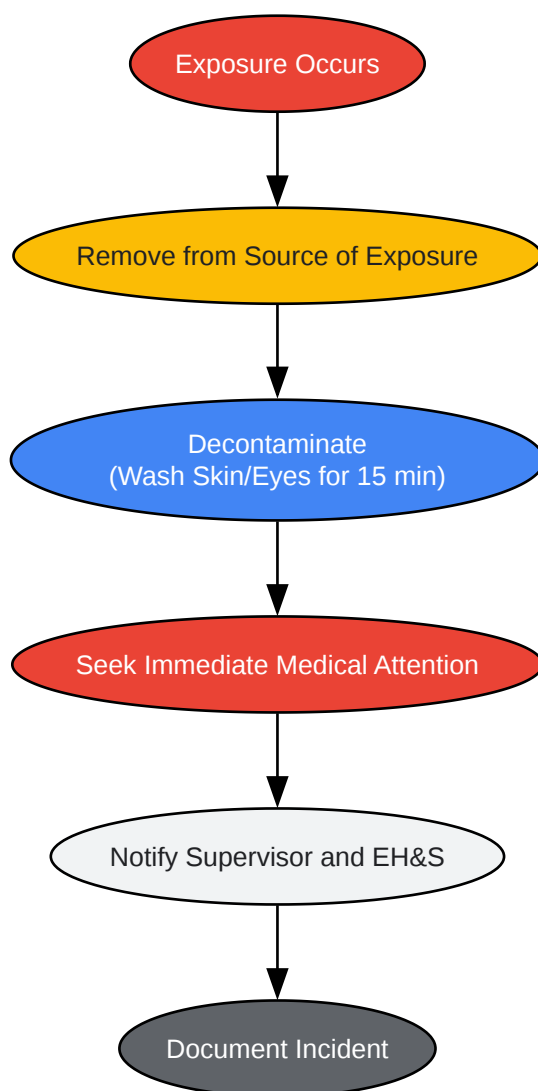 Exposure Occurs
Remove from Source of Exposure
Decontaminate
(Wash Skin/Eyes for 15 min)
Seek Immediate Medical Attention
Notify Supervisor and EH&S
Document Incident